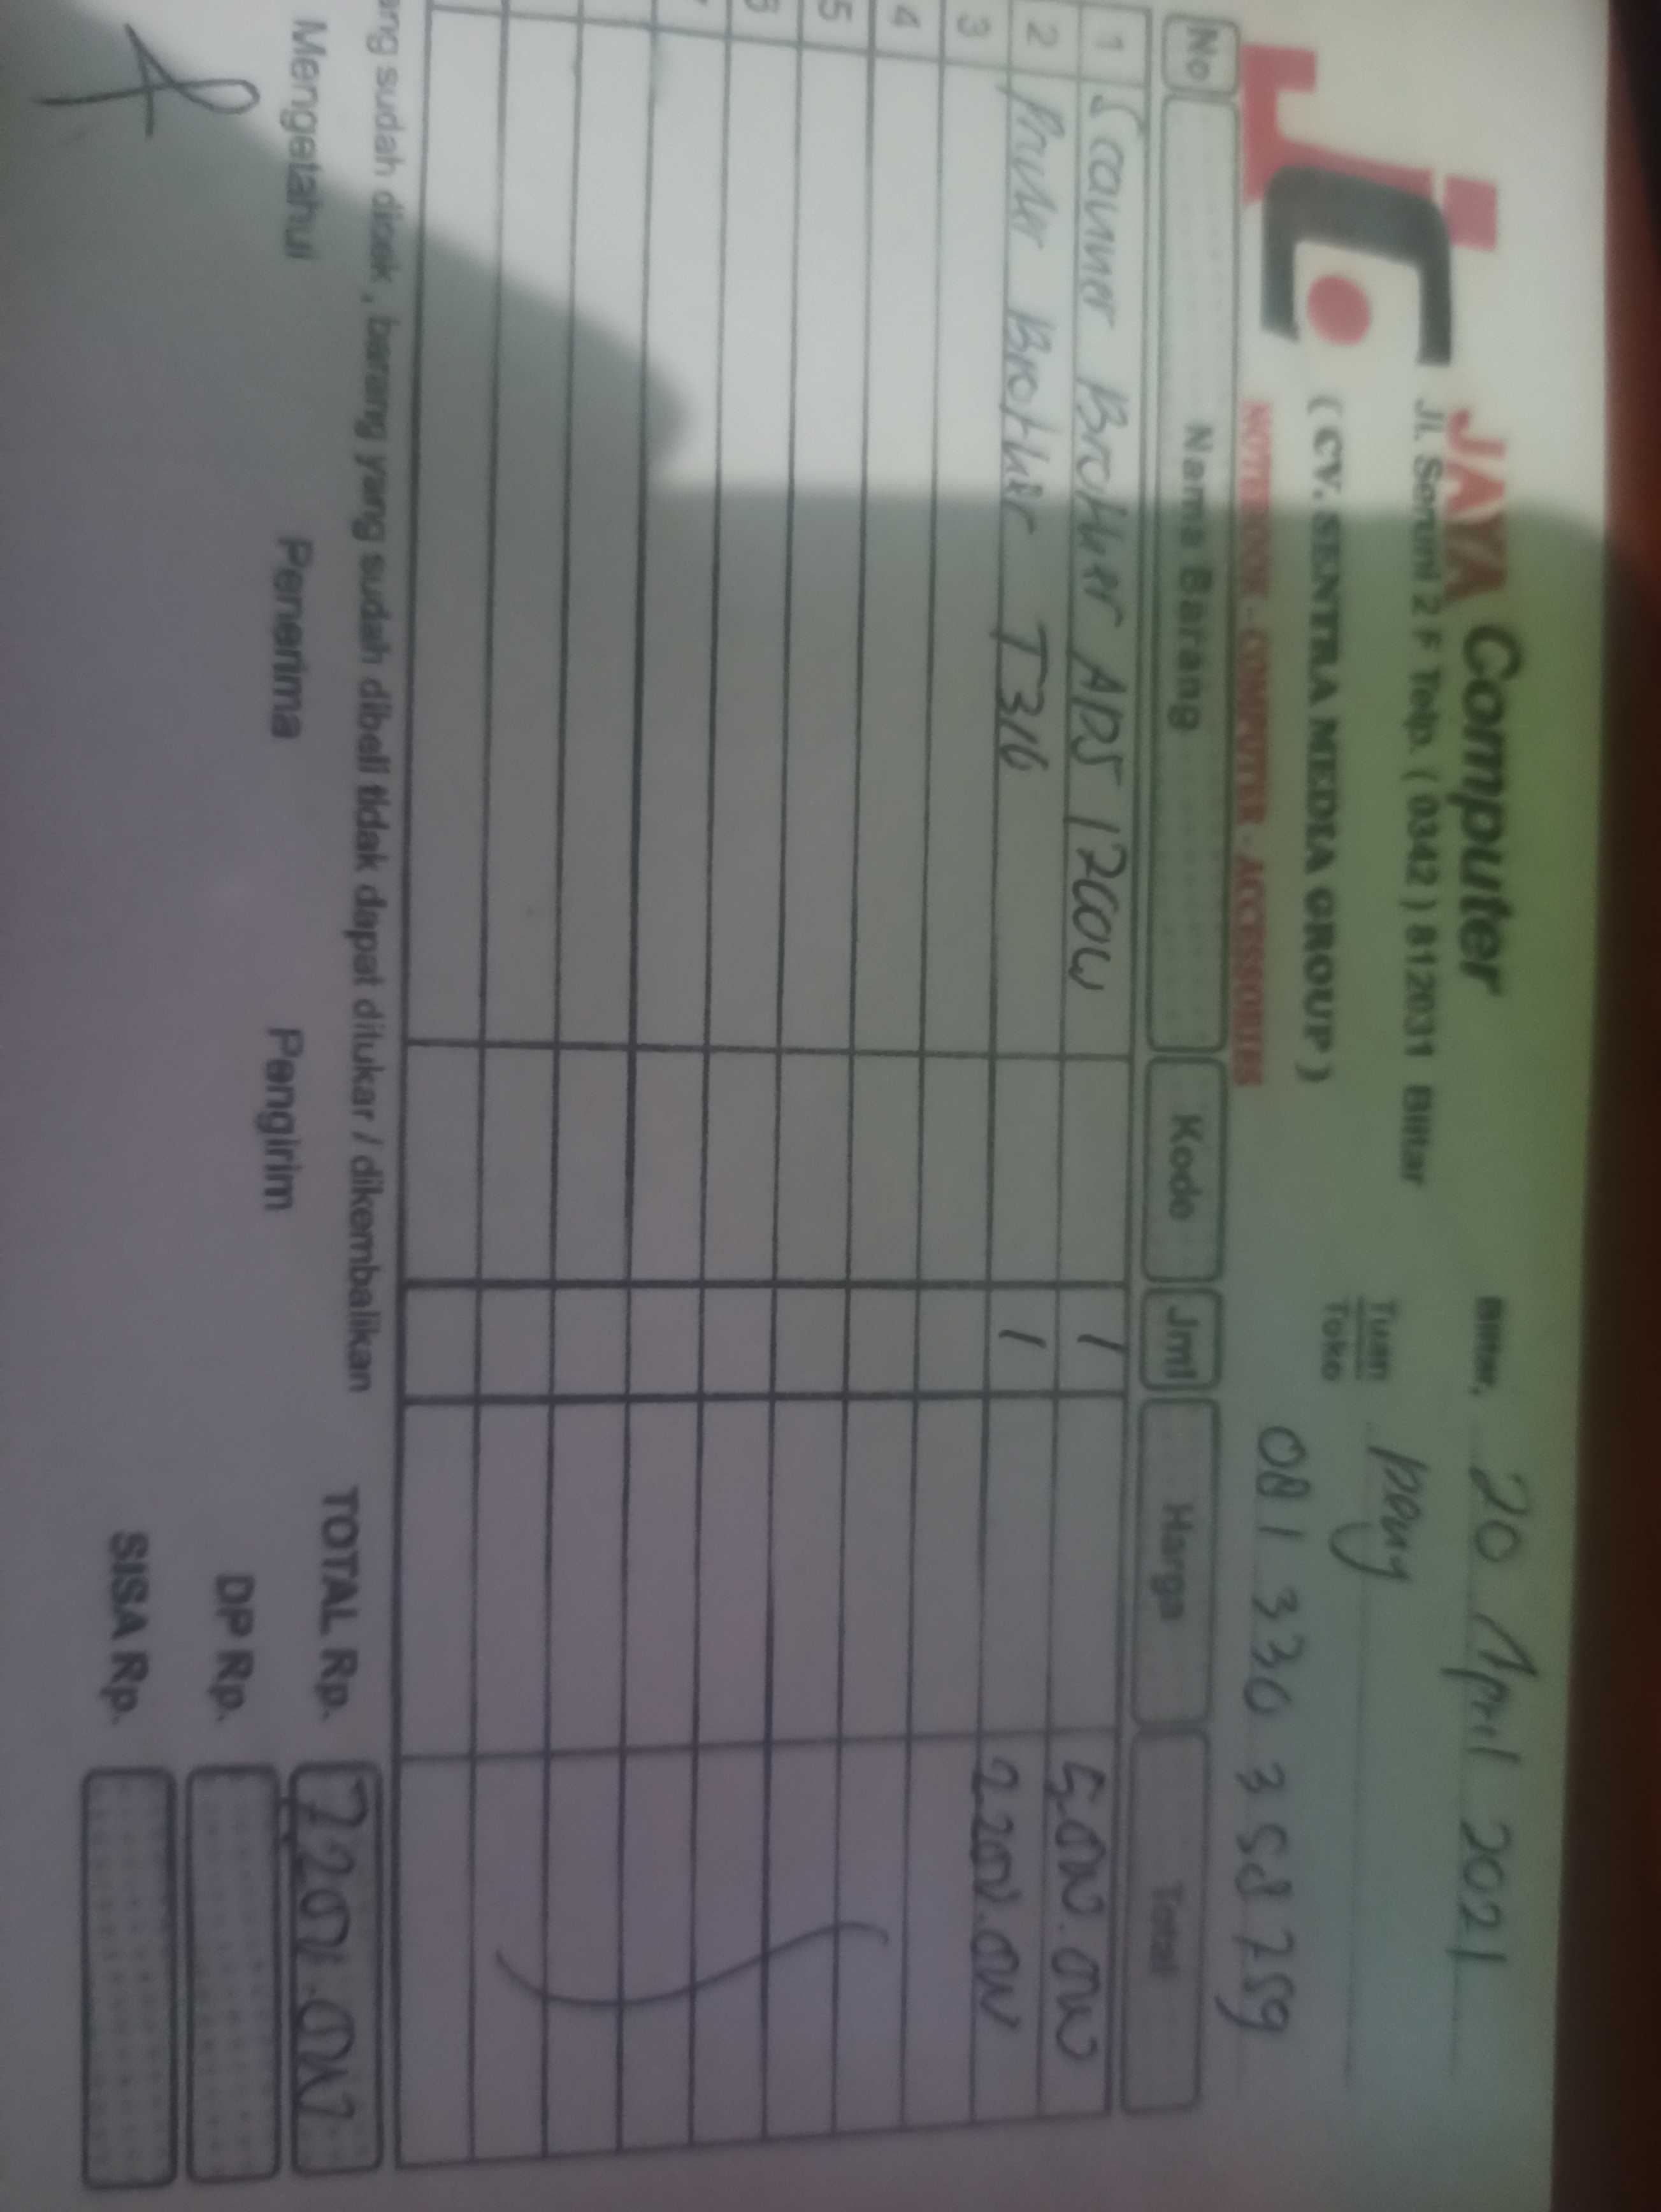 JC
JAYA Computer
Jl. Seruni 2 F Telp. ( 0342 ) 812031 Blitar
( CV. SENTRA MEDIA GROUP )
NOTEBOOK - COMPUTER - ACCESSORIES
Blitar, 20 April 2021
Tuan
Toko
081 330 358 759
No Nama Barang Kode Jml Harga Total
1 Scanner Brother ADS 1200W 1 5.000.000
2 Printer Brother T310 1 2.200.000
3
4
5
6
7
ang sudah dicek , barang yang sudah dibeli tidak dapat ditukar / dikembalikan
Mengetahui Penerima Pengirim
TOTAL Rp. 7.200.000
DP Rp.
SISA Rp.